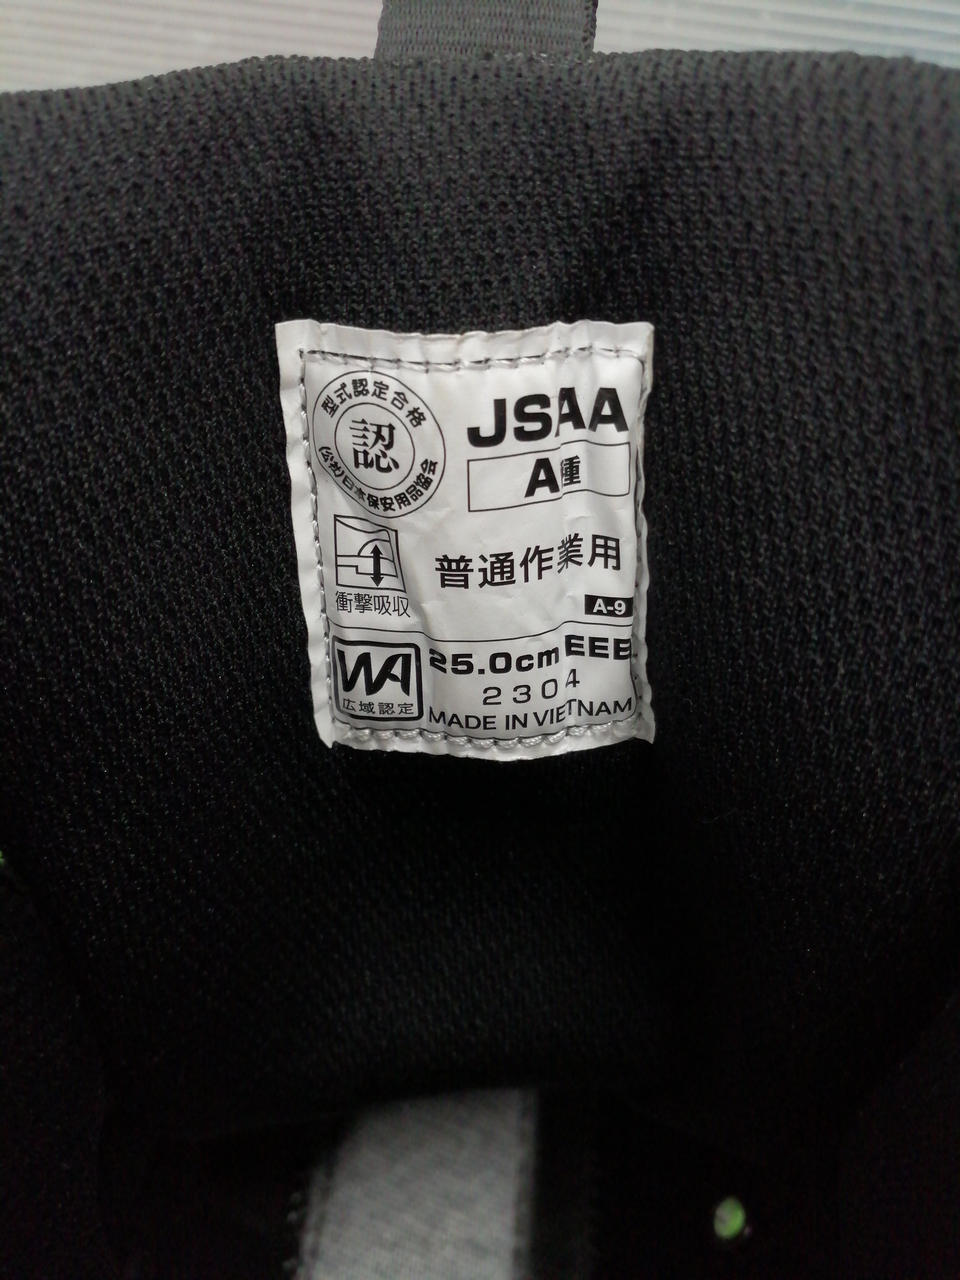 型式認定合格
認
(公社)日本保安用品協会
JSAA
A種
衝撃吸収
普通作業用
A-9
WA
広域認定
25.0cm EEE
2304
MADE IN VIETNAM